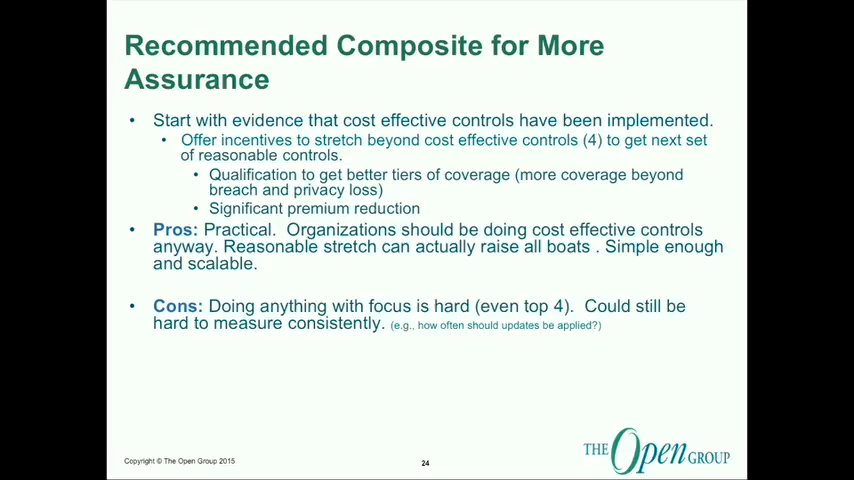 Recommended Composite for More
Assurance
• Start with evidence that cost effective controls have been implemented.
• Offer incentives to stretch beyond cost effective controls (4) to get next set
of reasonable controls.
• Qualification to get better tiers of coverage (more coverage beyond
breach and privacy loss)
• Significant premium reduction
• Pros: Practical. Organizations should be doing cost effective controls
anyway. Reasonable stretch can actually raise all boats . Simple enough
and scalable.
• Cons: Doing anything with focus is hard (even top 4). Could still be
hard to measure consistently. (e.g., how often should updates be applied?)
Copyright © The Open Group 2015
24
THE Open GROUP